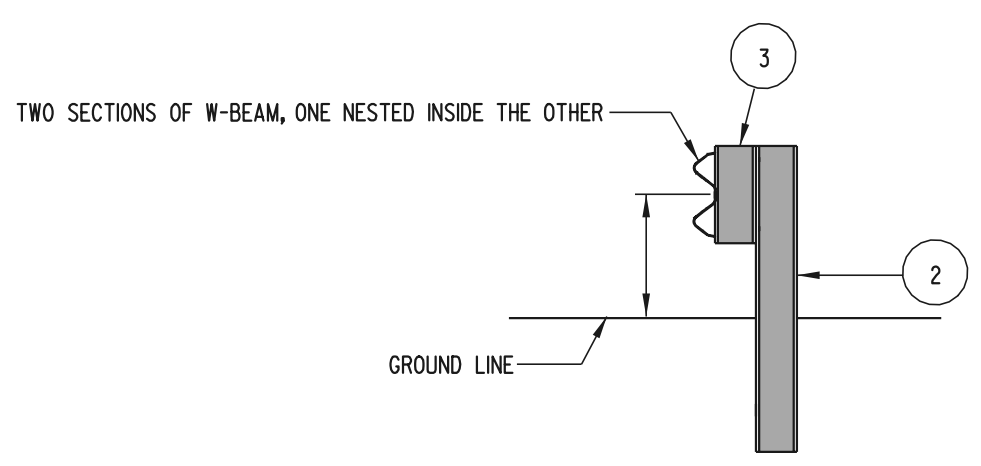 3
TWO SECTIONS OF W-BEAM, ONE NESTED INSIDE THE OTHER
2
GROUND LINE